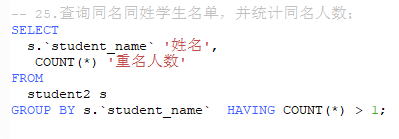 -- 25.查询同名同姓学生名单，并统计同名人数;
SELECT
s.`student_name` '姓名',
COUNT(*) '重名人数'
FROM
student2 s
GROUP BY s.`student_name` HAVING COUNT(*) > 1;